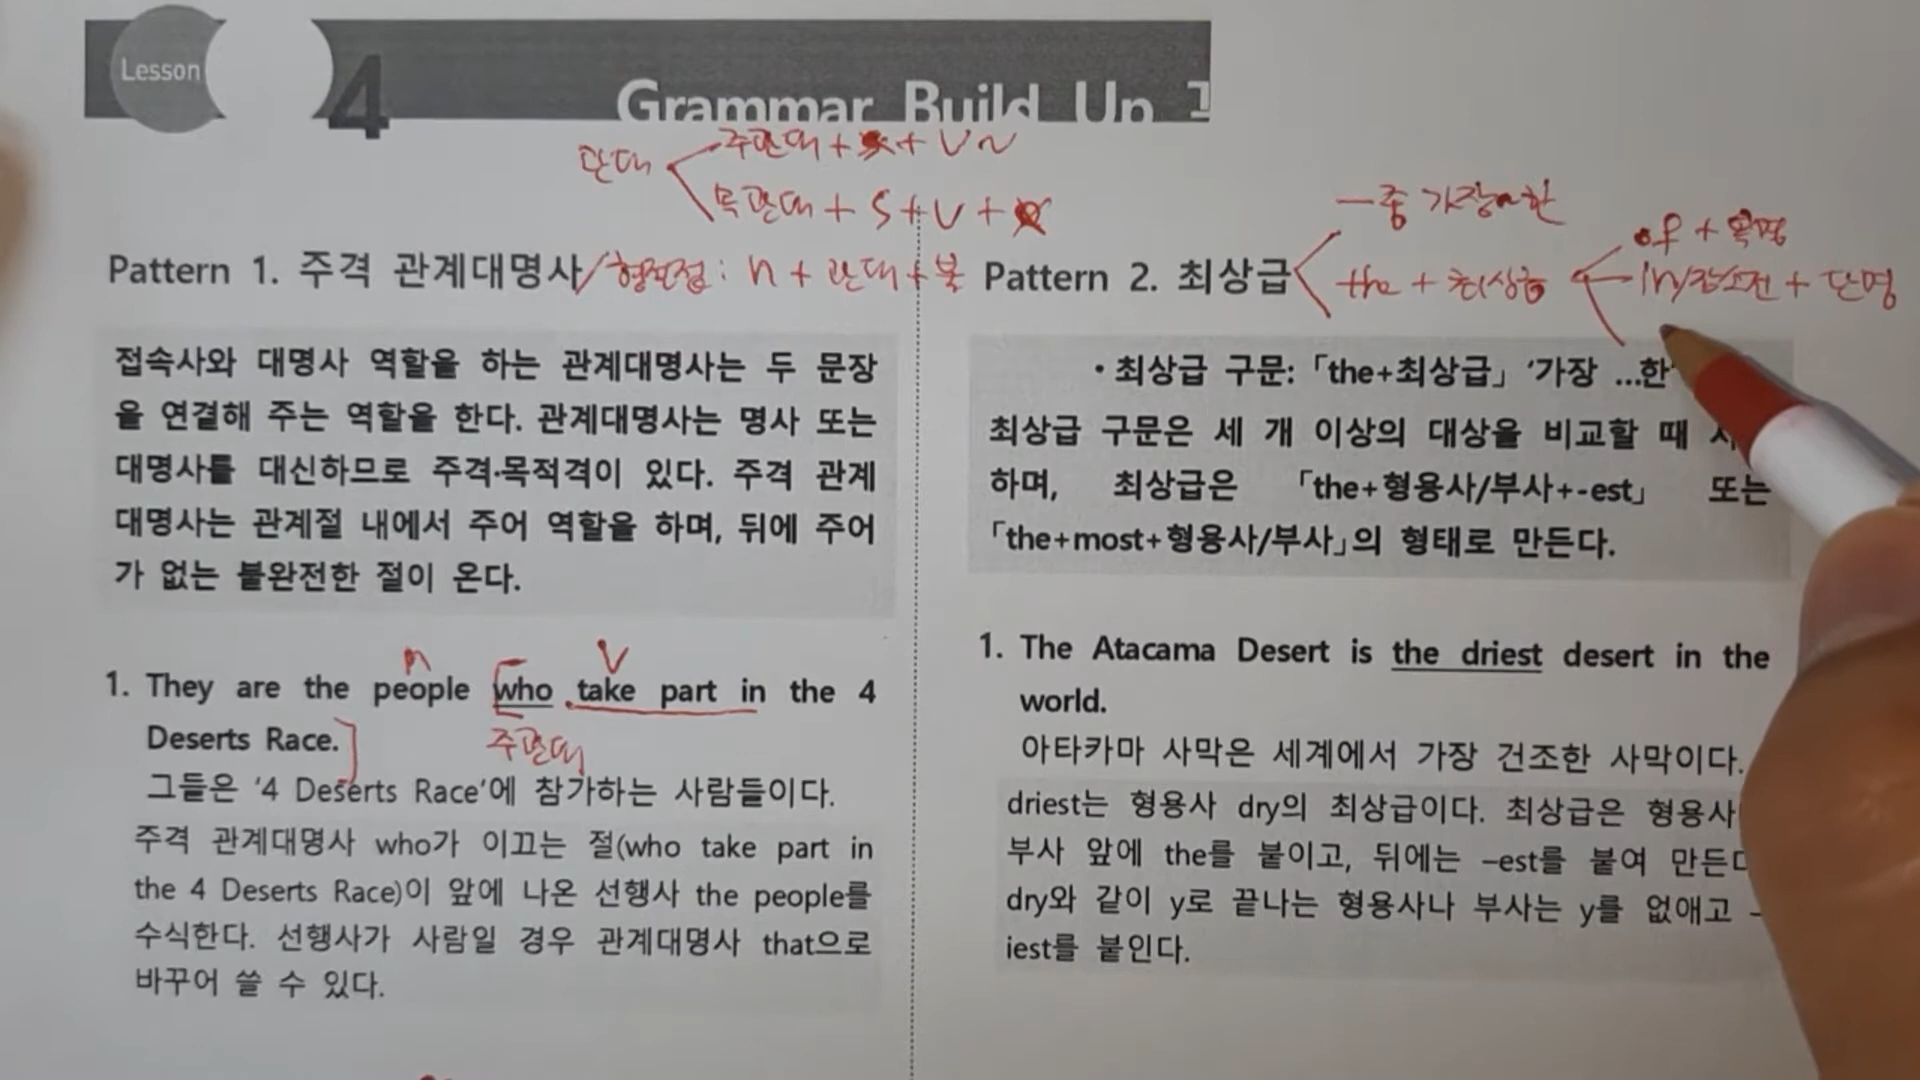 Lesson
4
Grammar Build Up
관대
주관대 + + V ~
목관대 + S + V +
Pattern 1. 주격 관계대명사 / 형용절 : n + 관대 + 불
접속사와 대명사 역할을 하는 관계대명사는 두 문장
을 연결해 주는 역할을 한다. 관계대명사는 명사 또는
대명사를 대신하므로 주격·목적격이 있다. 주격 관계
대명사는 관계절 내에서 주어 역할을 하며, 뒤에 주어
가 없는 불완전한 절이 온다.
n
V
1. They are the people who take part in the 4
Deserts Race.
주관대
그들은 '4 Deserts Race'에 참가하는 사람들이다.
주격 관계대명사 who가 이끄는 절(who take part in
the 4 Deserts Race)이 앞에 나온 선행사 the people를
수식한다. 선행사가 사람일 경우 관계대명사 that으로
바꾸어 쓸 수 있다.
중 가장 ~한
Pattern 2. 최상급
the + 최상급
of + 복명
in/장소전 + 단명
• 최상급 구문: 「the+최상급」 '가장 …한'
최상급 구문은 세 개 이상의 대상을 비교할 때
하며, 최상급은 「the+형용사/부사+-est」 또는
「the+most+형용사/부사」의 형태로 만든다.
1. The Atacama Desert is the driest desert in the
world.
아타카마 사막은 세계에서 가장 건조한 사막이다.
driest는 형용사 dry의 최상급이다. 최상급은 형용사
부사 앞에 the를 붙이고, 뒤에는 –est를 붙여
dry와 같이 y로 끝나는 형용사나 부사는 y를 없애고 –
iest를 붙인다.